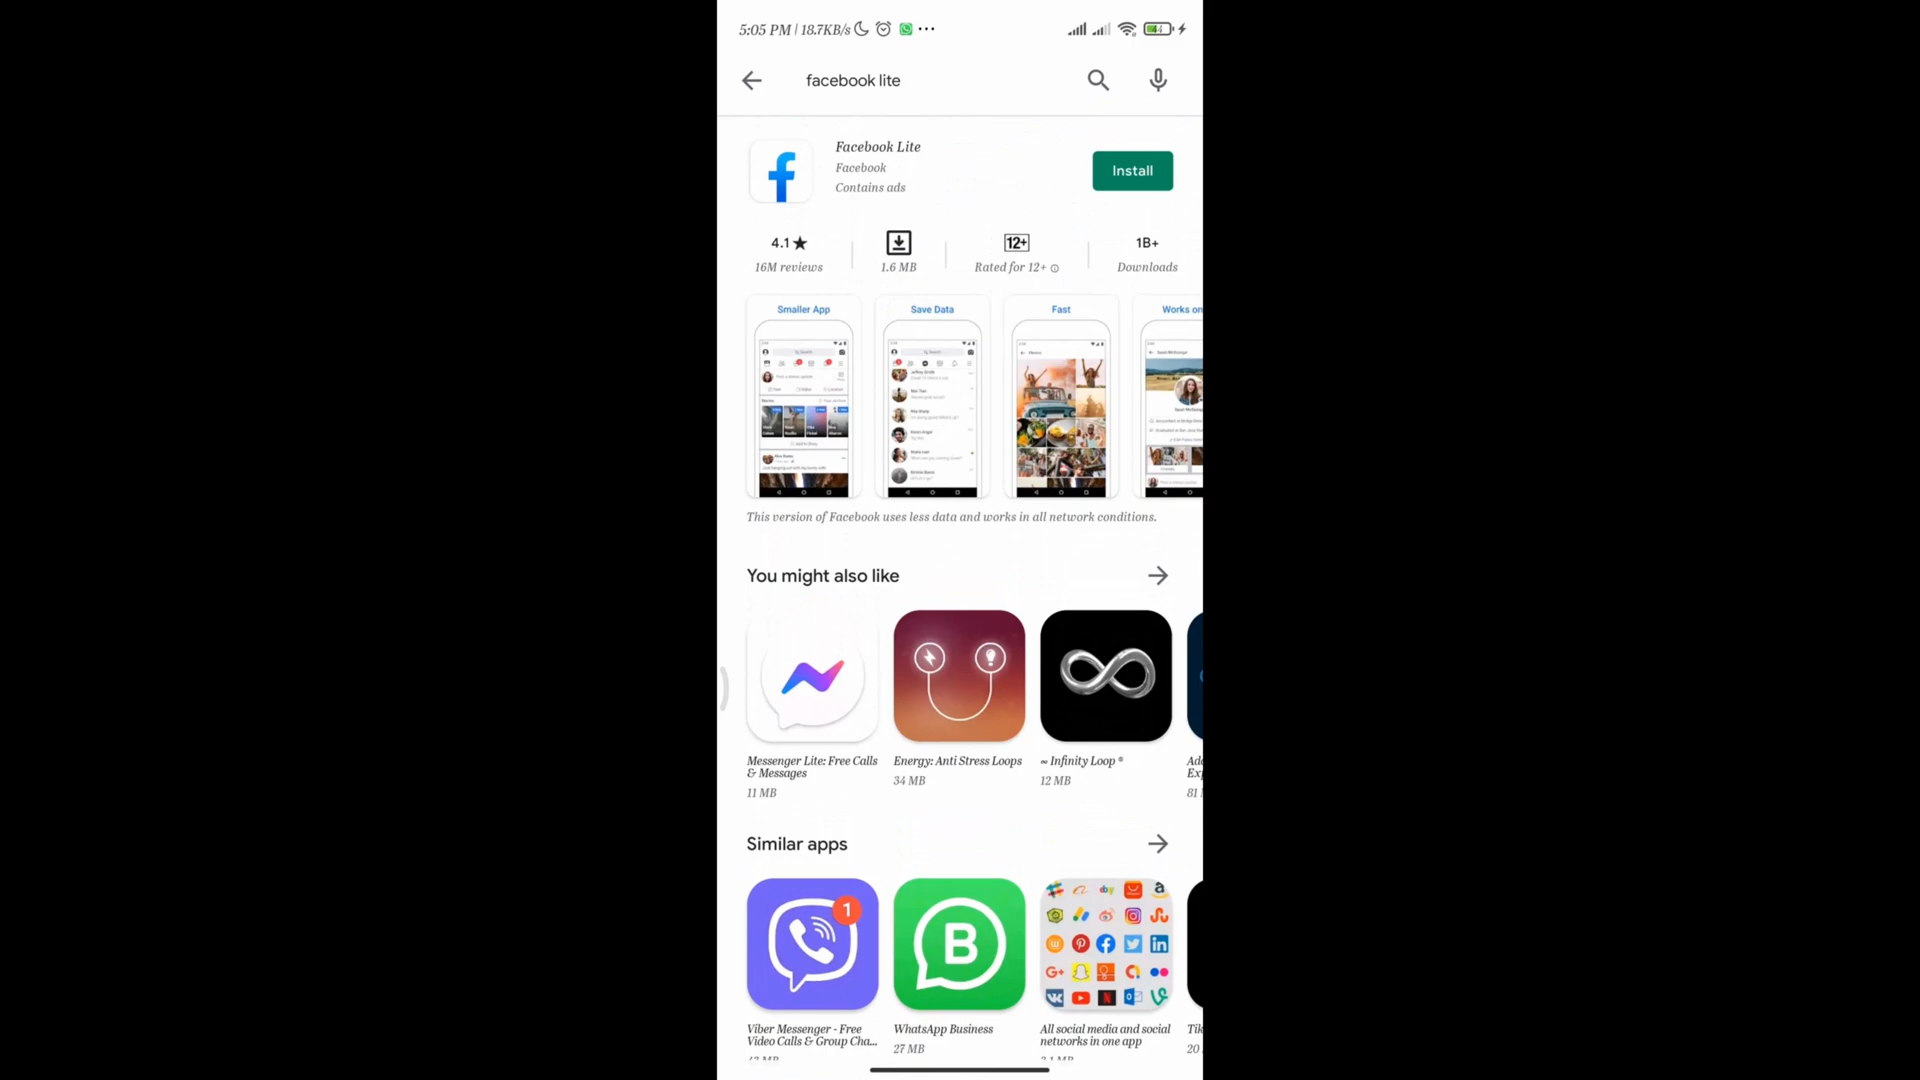 5:05 PM | 18.7KB/s
facebook lite
Facebook Lite
Facebook
Contains ads
Install
4.1★
16M reviews
1.6 MB
12+
Rated for 12+
1B+
Downloads
Smaller App
Save Data
Fast
Works on
This version of Facebook uses less data and works in all network conditions.
You might also like
Messenger Lite: Free Calls
& Messages
11 MB
Energy: Anti Stress Loops
34 MB
∞ Infinity Loop ®
12 MB
81
Similar apps
1
B
Viber Messenger - Free
Video Calls & Group Cha...
WhatsApp Business
27 MB
All social media and social
networks in one app
20